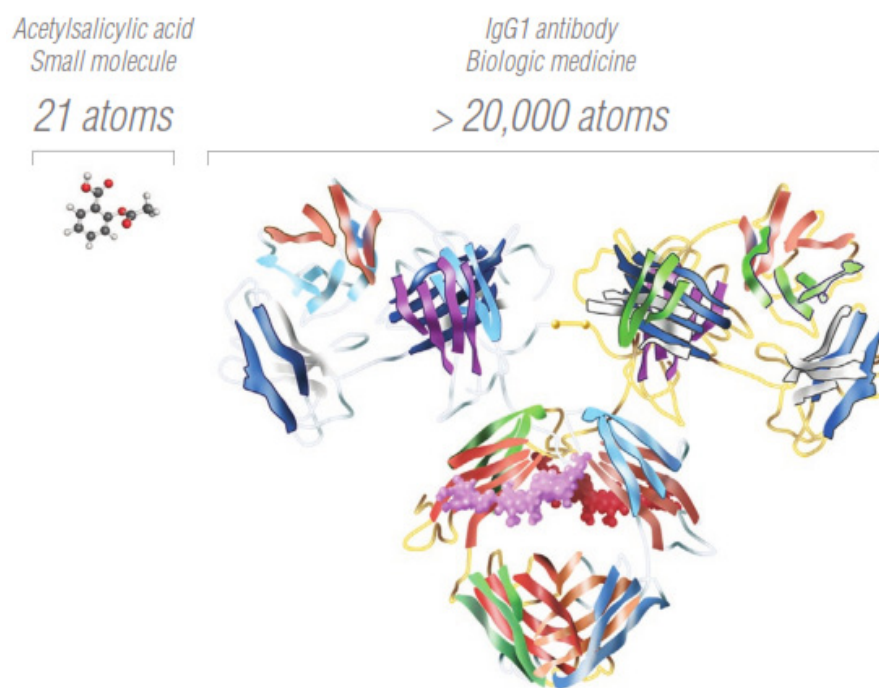 Acetylsalicylic acid
Small molecule
21 atoms
IgG1 antibody
Biologic medicine
> 20,000 atoms